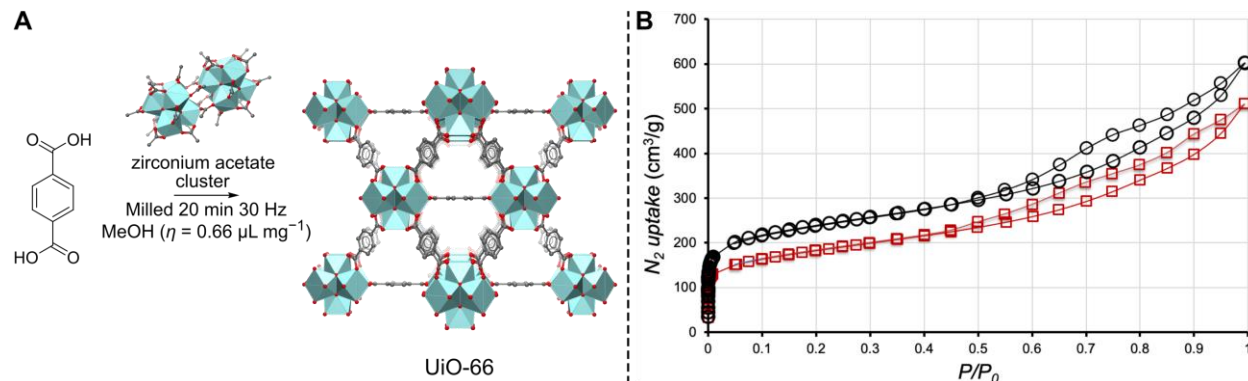 A
OH
O
HO
O
zirconium acetate
cluster
Milled 20 min 30 Hz
MeOH (η = 0.66 μL mg⁻¹)
UiO-66
B
N₂ uptake (cm³/g)
700
600
500
400
300
200
100
0
0 0.1 0.2 0.3 0.4 0.5 0.6 0.7 0.8 0.9 1
P/P₀